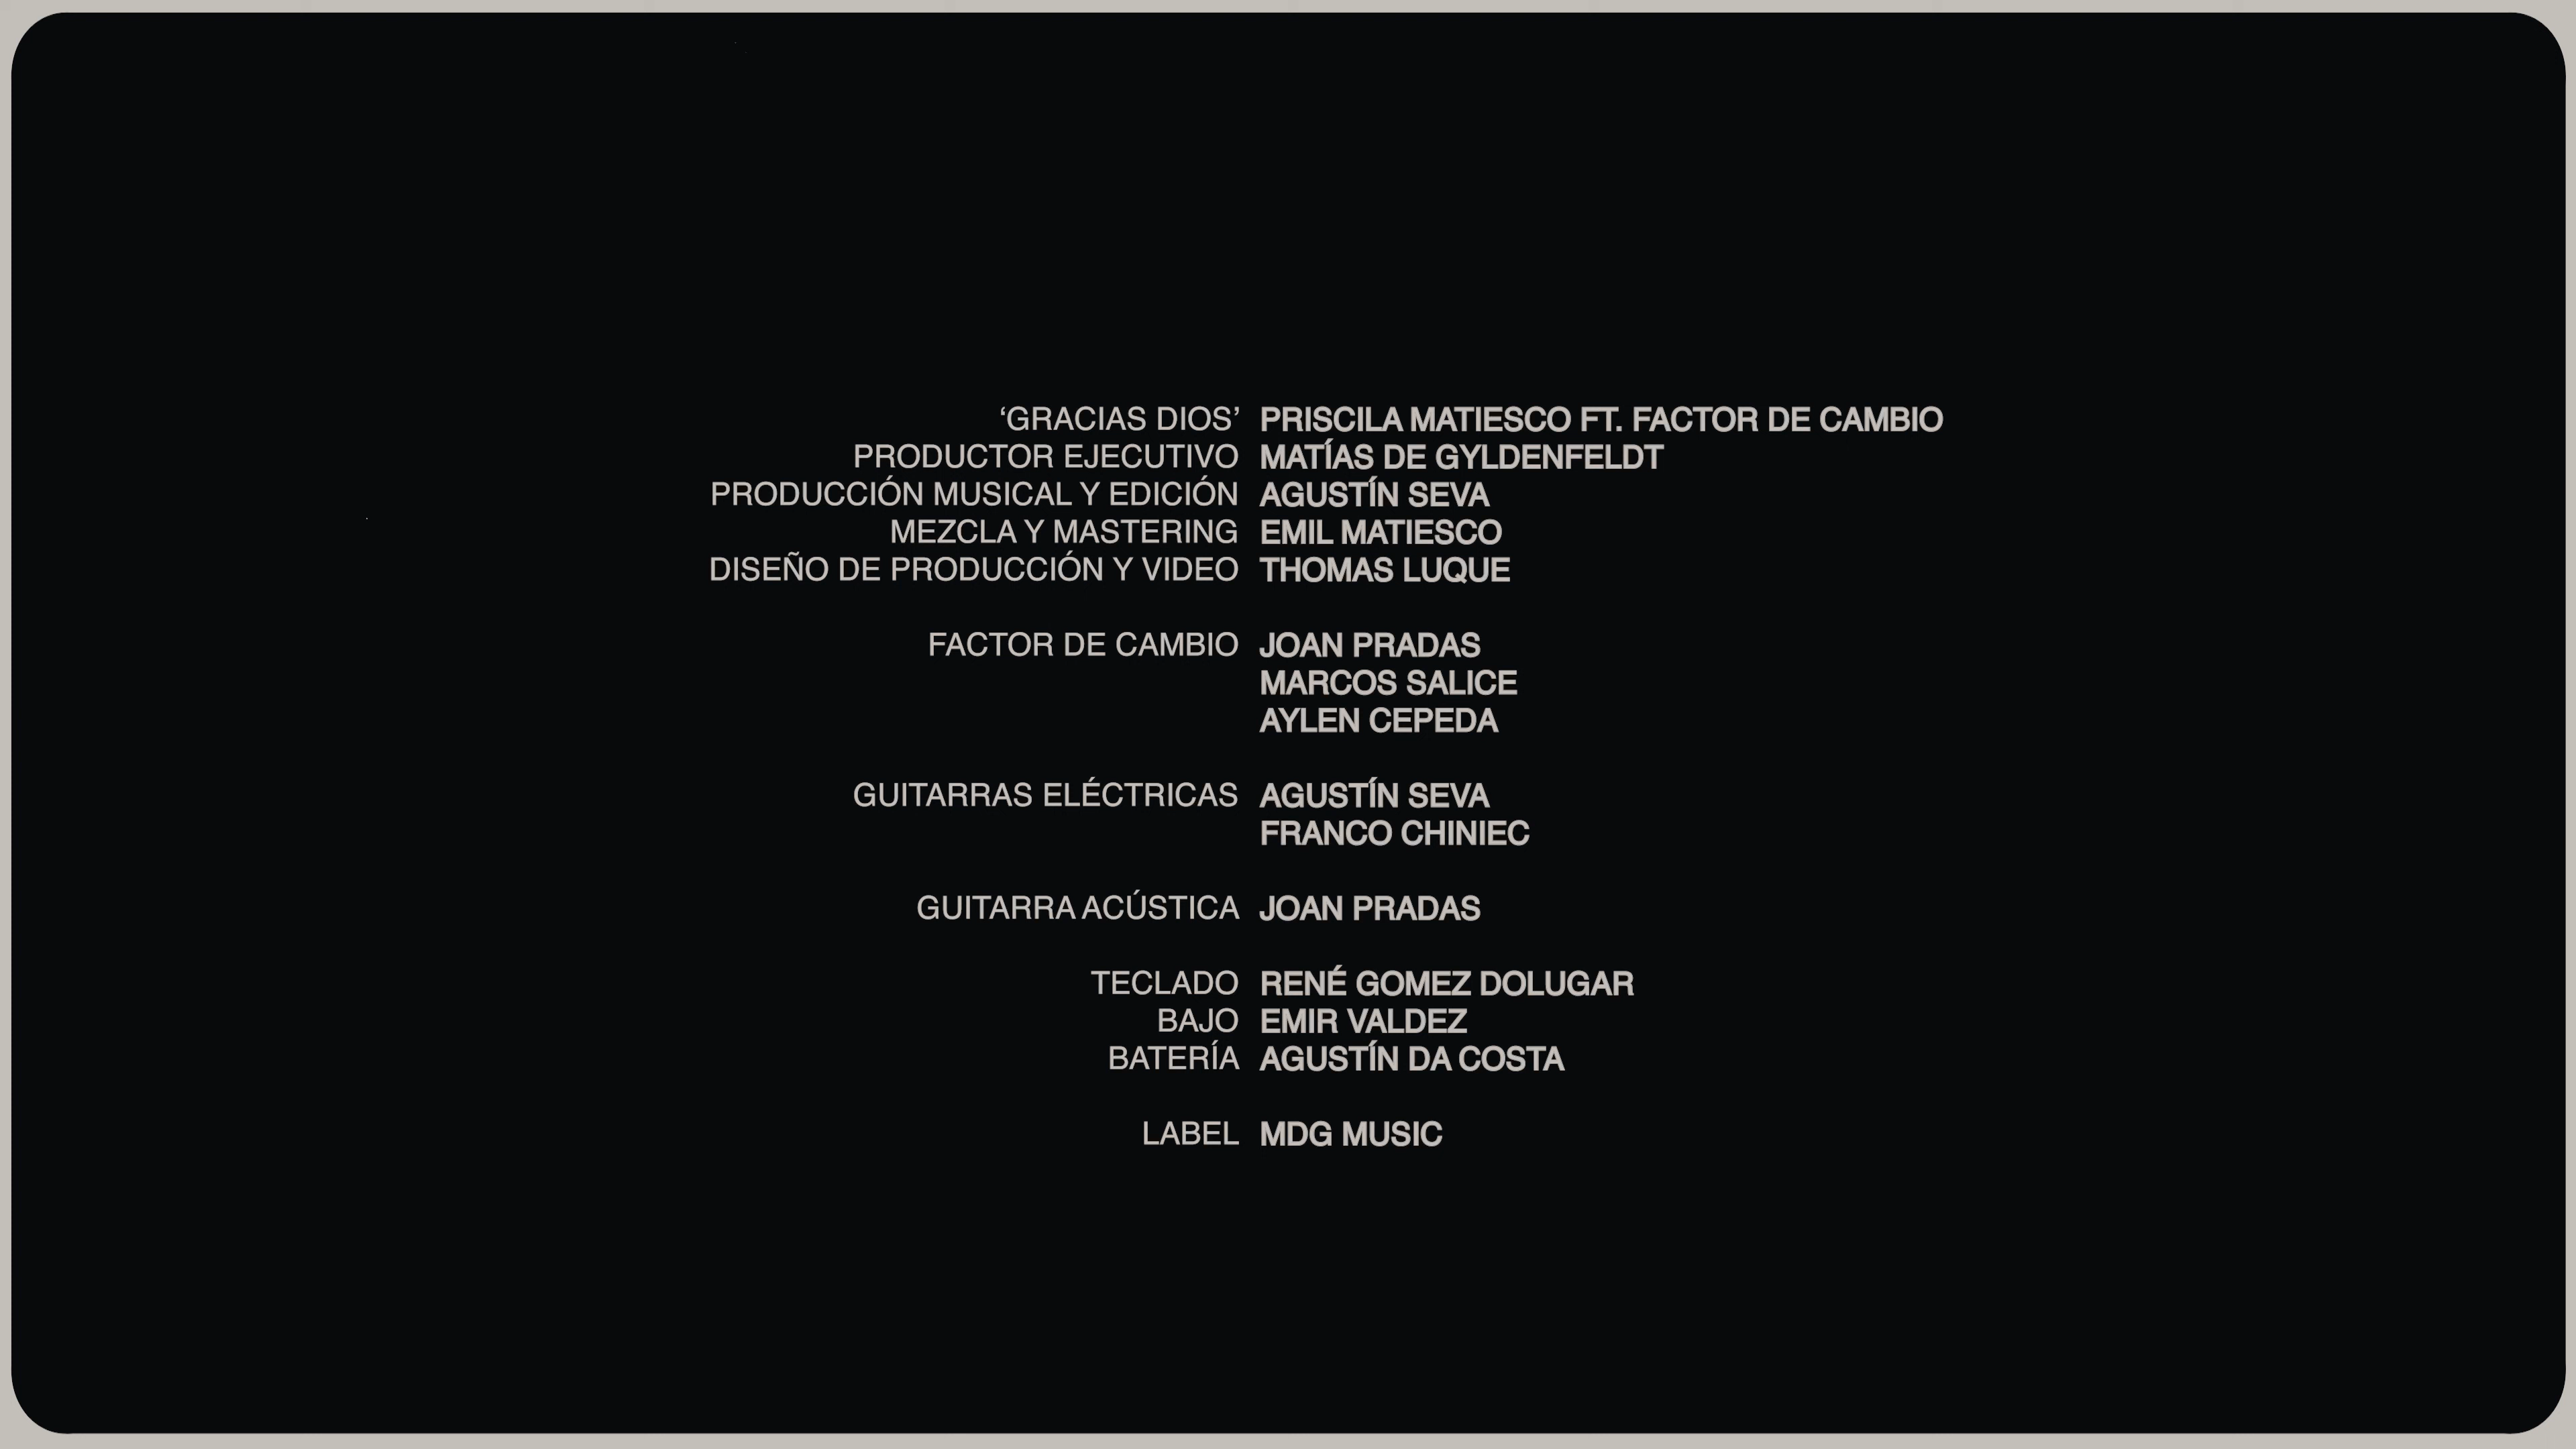 ‘GRACIAS DIOS’ PRISCILA MATIESCO FT. FACTOR DE CAMBIO
PRODUCTOR EJECUTIVO MATÍAS DE GYLDENFELDT
PRODUCCIÓN MUSICAL Y EDICIÓN AGUSTÍN SEVA
MEZCLA Y MASTERING EMIL MATIESCO
DISEÑO DE PRODUCCIÓN Y VIDEO THOMAS LUQUE
FACTOR DE CAMBIO JOAN PRADAS
MARCOS SALICE
AYLEN CEPEDA
GUITARRAS ELÉCTRICAS AGUSTÍN SEVA
FRANCO CHINIEC
GUITARRA ACÚSTICA JOAN PRADAS
TECLADO RENÉ GOMEZ DOLUGAR
BAJO EMIR VALDEZ
BATERÍA AGUSTÍN DA COSTA
LABEL MDG MUSIC